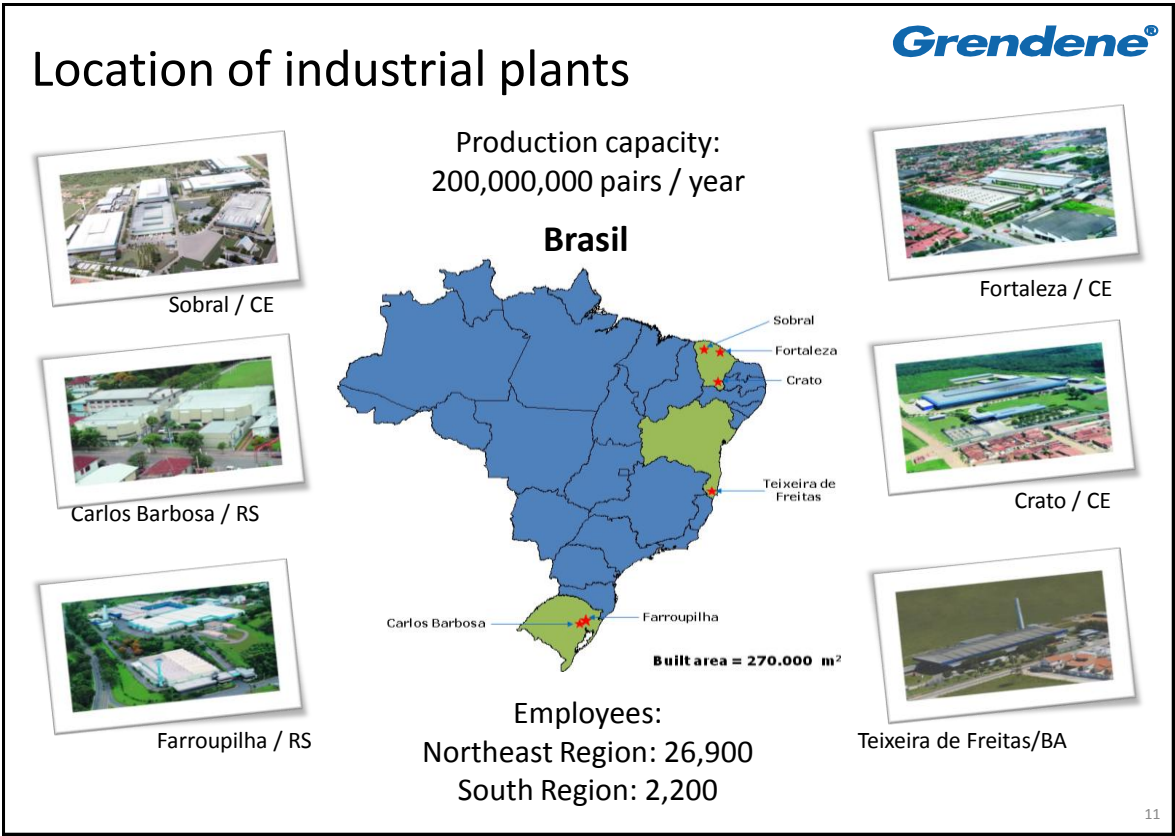 Grendene®
Location of industrial plants
Production capacity:
200,000,000 pairs / year
Brasil
Sobral / CE
Fortaleza / CE
Sobral
Fortaleza
Crato
Carlos Barbosa / RS
Crato / CE
Teixeira de
Freitas
Carlos Barbosa
Farroupilha
Built area = 270.000 m²
Farroupilha / RS
Teixeira de Freitas/BA
Employees:
Northeast Region: 26,900
South Region: 2,200
11